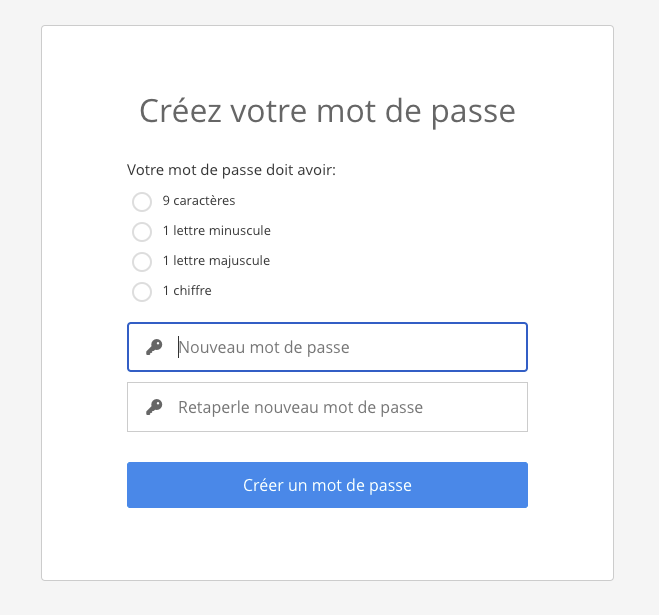 Créez votre mot de passe
Votre mot de passe doit avoir:
9 caractères
1 lettre minuscule
1 lettre majuscule
1 chiffre
Nouveau mot de passe
Retaperle nouveau mot de passe
Créer un mot de passe